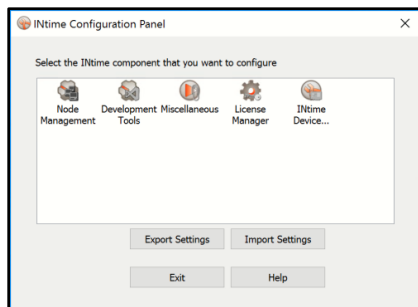 INtime Configuration Panel
Select the INtime component that you want to configure
Node Management
Development Tools
Miscellaneous
License Manager
INtime Device...
Export Settings
Import Settings
Exit
Help